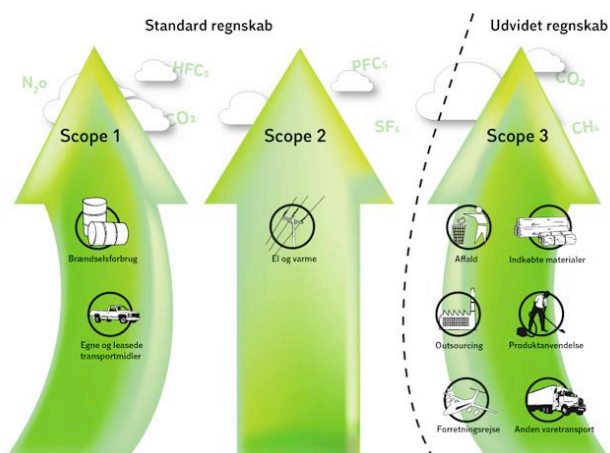 Standard regnskab
Udvidet regnskab
N₂o
HFCs
CO₂
PFCs
SF₆
CO₂
CH₄
Scope 1
Scope 2
Scope 3
Brændselsforbrug
Egne og leasede
transportmidler
El og varme
Affald
Indkøbte materialer
Outsourcing
Produktanvendelse
Forretningsrejse
Anden varetransport